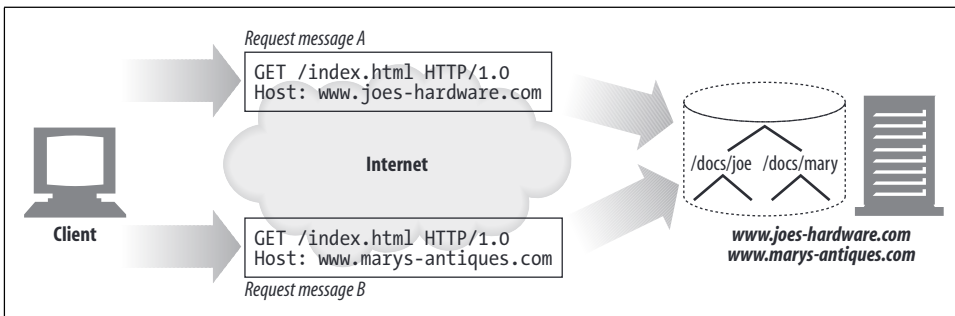 Request message A
GET /index.html HTTP/1.0
Host: www.joes-hardware.com
Internet
Client
/docs/joe /docs/mary
www.joes-hardware.com
www.marys-antiques.com
GET /index.html HTTP/1.0
Host: www.marys-antiques.com
Request message B